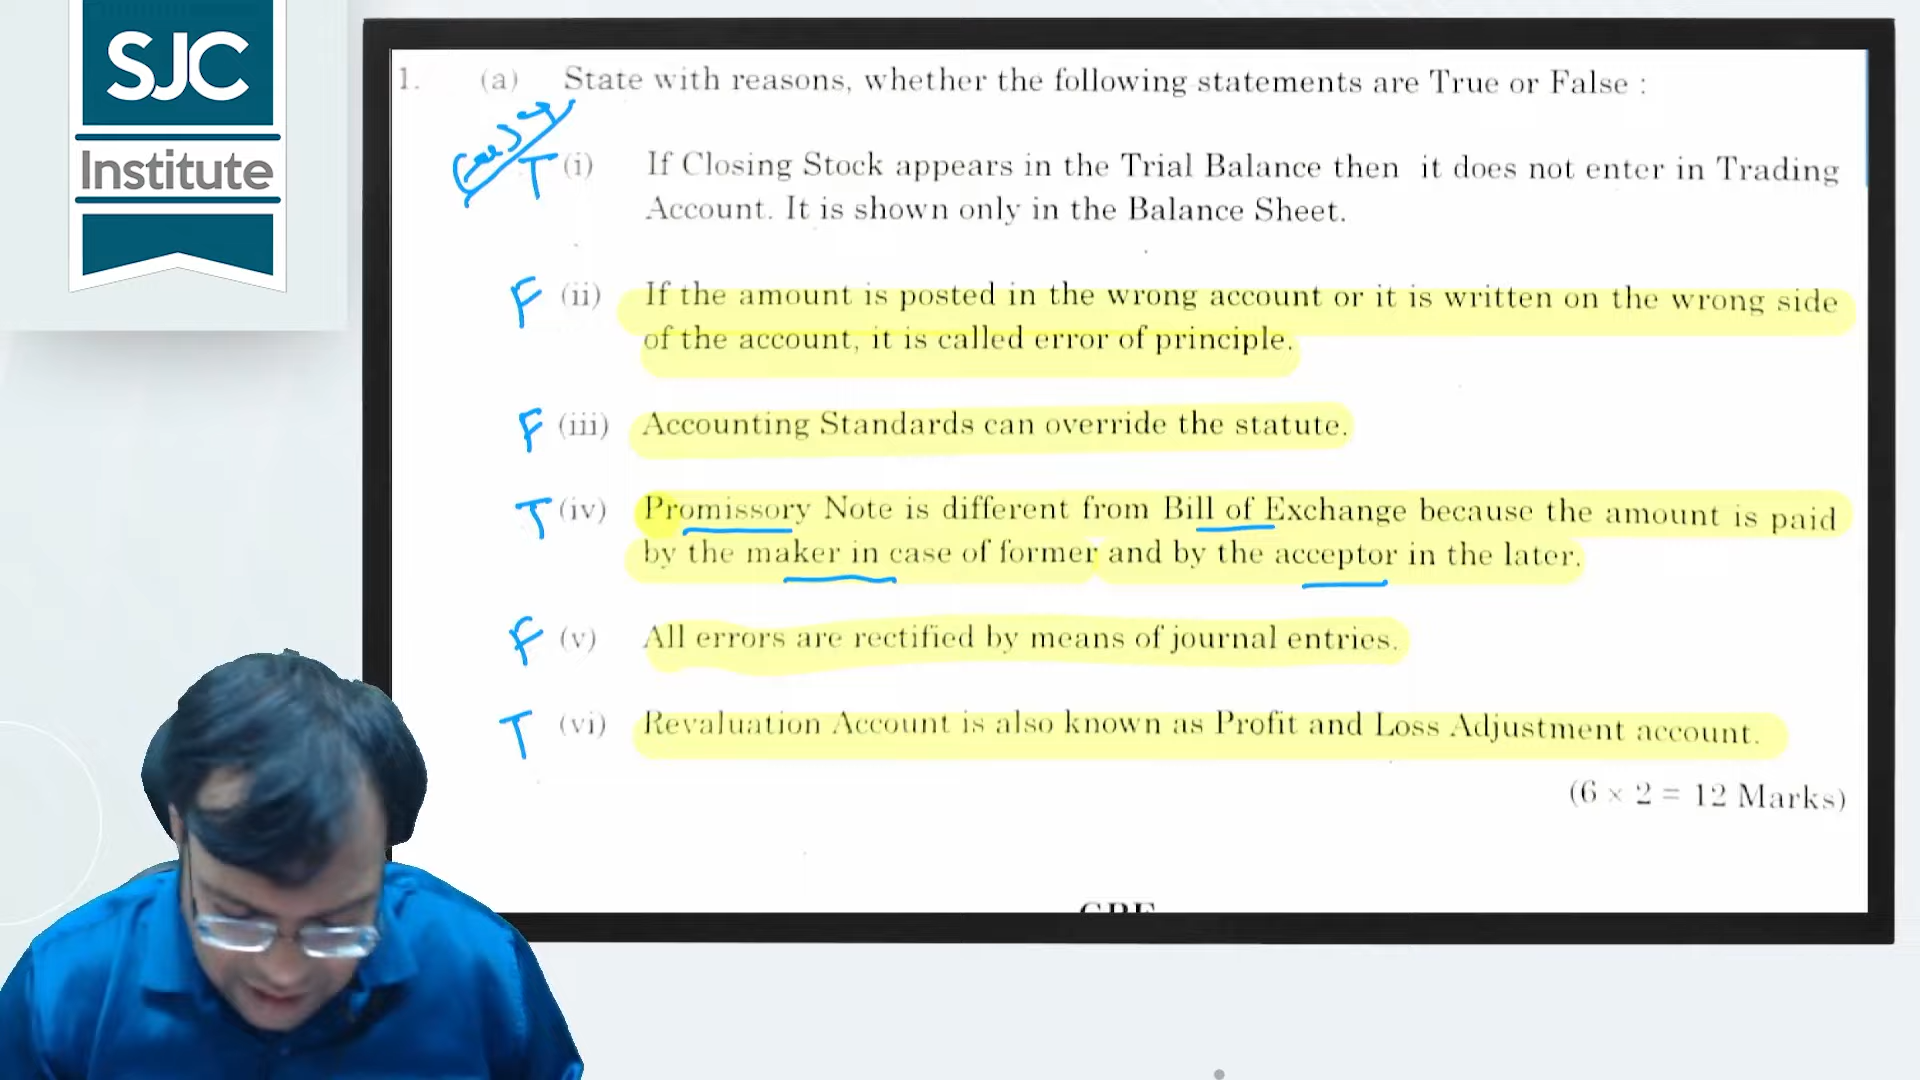 SJC
Institute
1. (a) State with reasons, whether the following statements are True or False :
Easy
T (i) If Closing Stock appears in the Trial Balance then it does not enter in Trading
Account. It is shown only in the Balance Sheet.
F (ii) If the amount is posted in the wrong account or it is written on the wrong side
of the account, it is called error of principle.
F (iii) Accounting Standards can override the statute.
T (iv) Promissory Note is different from Bill of Exchange because the amount is paid
by the maker in case of former and by the acceptor in the later.
F (v) All errors are rectified by means of journal entries.
T (vi) Revaluation Account is also known as Profit and Loss Adjustment account.
(6 × 2 = 12 Marks)